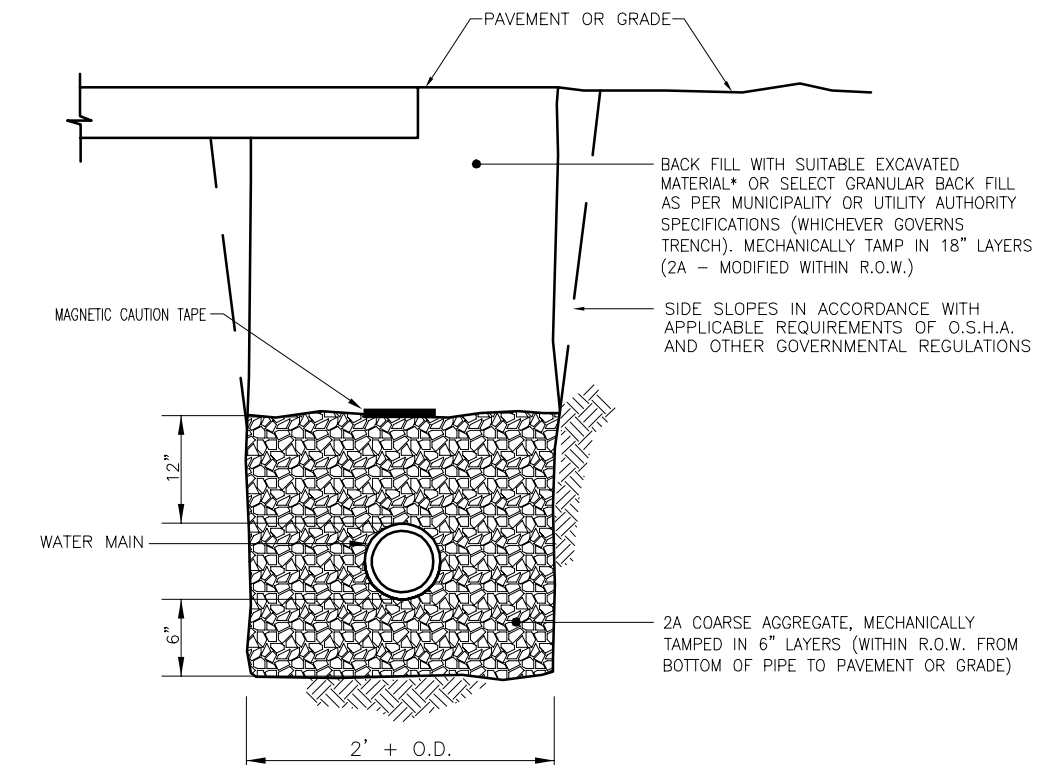 PAVEMENT OR GRADE
BACK FILL WITH SUITABLE EXCAVATED
MATERIAL* OR SELECT GRANULAR BACK FILL
AS PER MUNICIPALITY OR UTILITY AUTHORITY
SPECIFICATIONS (WHICHEVER GOVERNS
TRENCH). MECHANICALLY TAMP IN 18" LAYERS
(2A – MODIFIED WITHIN R.O.W.)
SIDE SLOPES IN ACCORDANCE WITH
APPLICABLE REQUIREMENTS OF O.S.H.A.
AND OTHER GOVERNMENTAL REGULATIONS
MAGNETIC CAUTION TAPE
12"
WATER MAIN
6"
2A COARSE AGGREGATE, MECHANICALLY
TAMPED IN 6" LAYERS (WITHIN R.O.W. FROM
BOTTOM OF PIPE TO PAVEMENT OR GRADE)
2' + O.D.